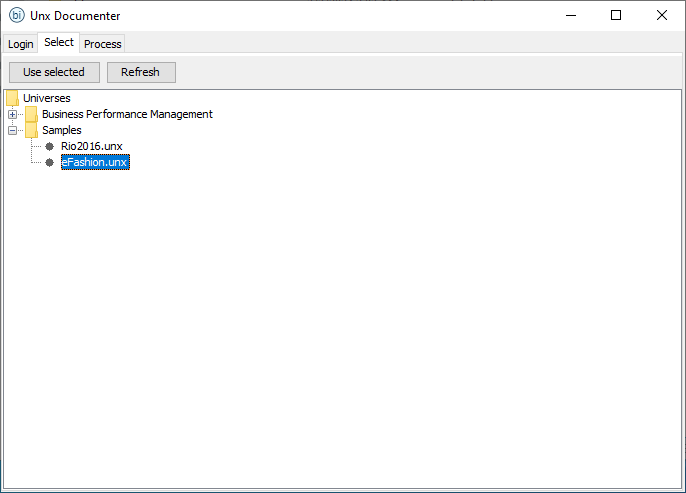 bi Unx Documenter
Login Select Process
Use selected Refresh
Universes
Business Performance Management
Samples
Rio2016.unx
eFashion.unx